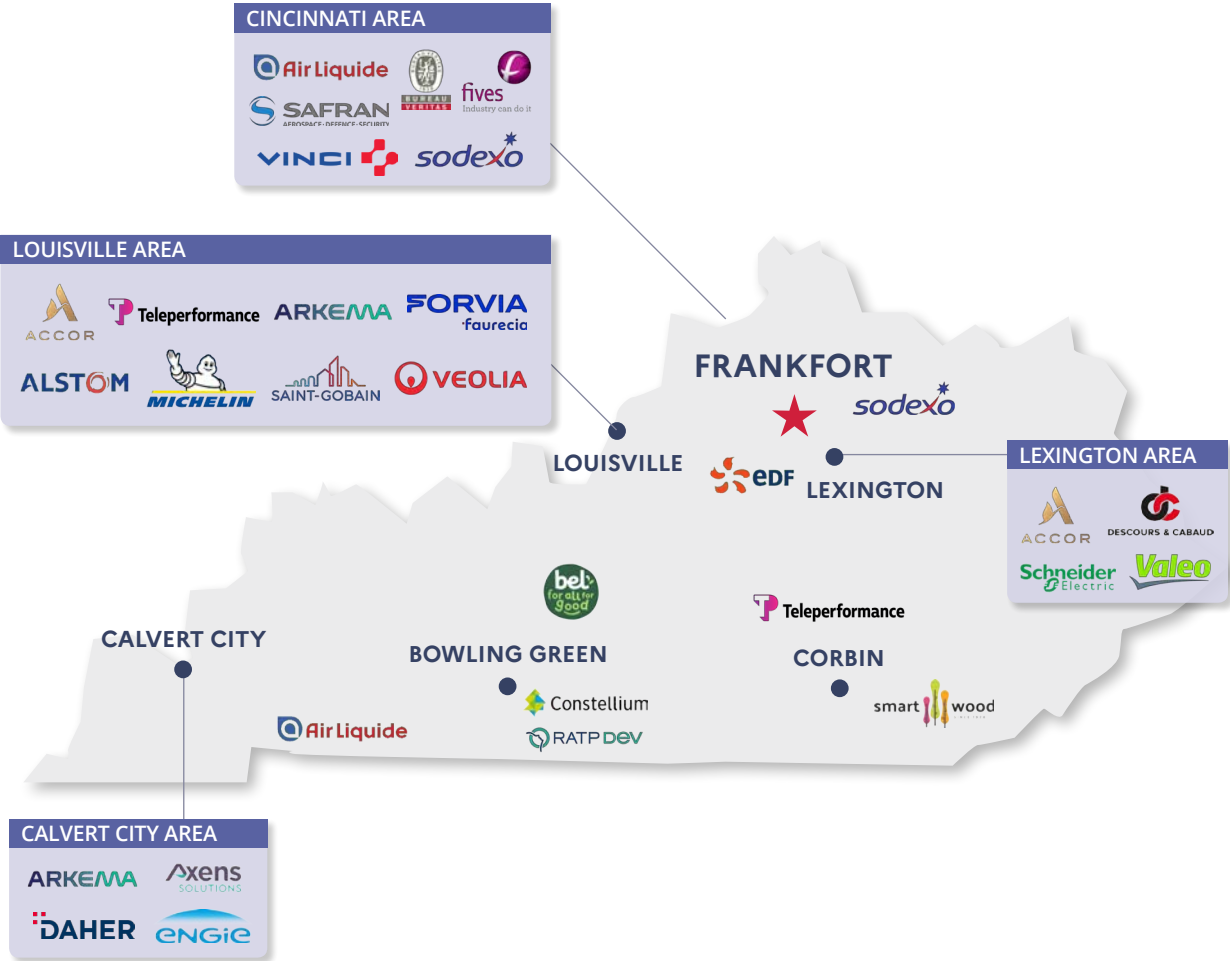 CINCINNATI AREA
Air Liquide
BUREAU VERITAS
fives
Industry can do it
SAFRAN
AEROSPACE · DEFENCE · SECURITY
VINCI
sodexo
LOUISVILLE AREA
ACCOR
Teleperformance
ARKEMA
FORVIA
faurecia
ALSTOM
MICHELIN
SAINT-GOBAIN
VEOLIA
FRANKFORT
sodexo
LOUISVILLE
eDF
LEXINGTON
LEXINGTON AREA
ACCOR
DESCOURS & CABAUD
Schneider
Electric
Valeo
bel
for all for
good
Teleperformance
CALVERT CITY
BOWLING GREEN
CORBIN
Constellium
smart wood
Air Liquide
RATP DEV
CALVERT CITY AREA
ARKEMA
Axens
SOLUTIONS
DAHER
ENGIE